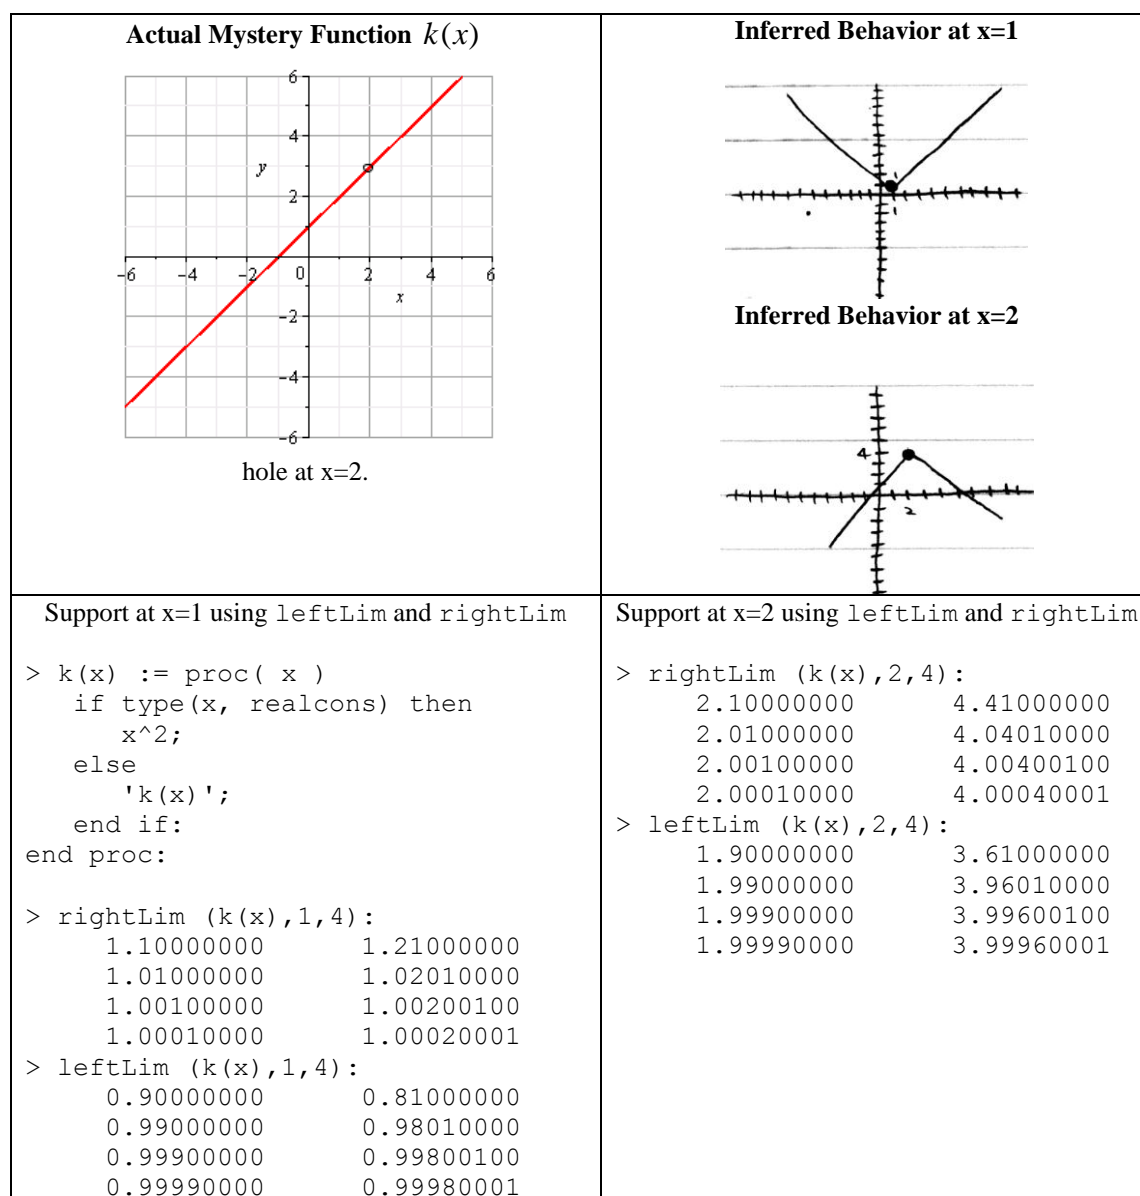 Actual Mystery Function k(x)
6
4
y
2
-6 -4 -2 0 2 4 6
x
-2
-4
-6
hole at x=2.
Inferred Behavior at x=1
1
1
Inferred Behavior at x=2
4
2
Support at x=1 using leftLim and rightLim
> k(x) := proc( x )
if type(x, realcons) then
x^2;
else
'k(x)';
end if:
end proc:
> rightLim (k(x),1,4):
1.10000000 1.21000000
1.01000000 1.02010000
1.00100000 1.00200100
1.00010000 1.00020001
> leftLim (k(x),1,4):
0.90000000 0.81000000
0.99000000 0.98010000
0.99900000 0.99800100
0.99990000 0.99980001
Support at x=2 using leftLim and rightLim
> rightLim (k(x),2,4):
2.10000000 4.41000000
2.01000000 4.04010000
2.00100000 4.00400100
2.00010000 4.00040001
> leftLim (k(x),2,4):
1.90000000 3.61000000
1.99000000 3.96010000
1.99900000 3.99600100
1.99990000 3.99960001